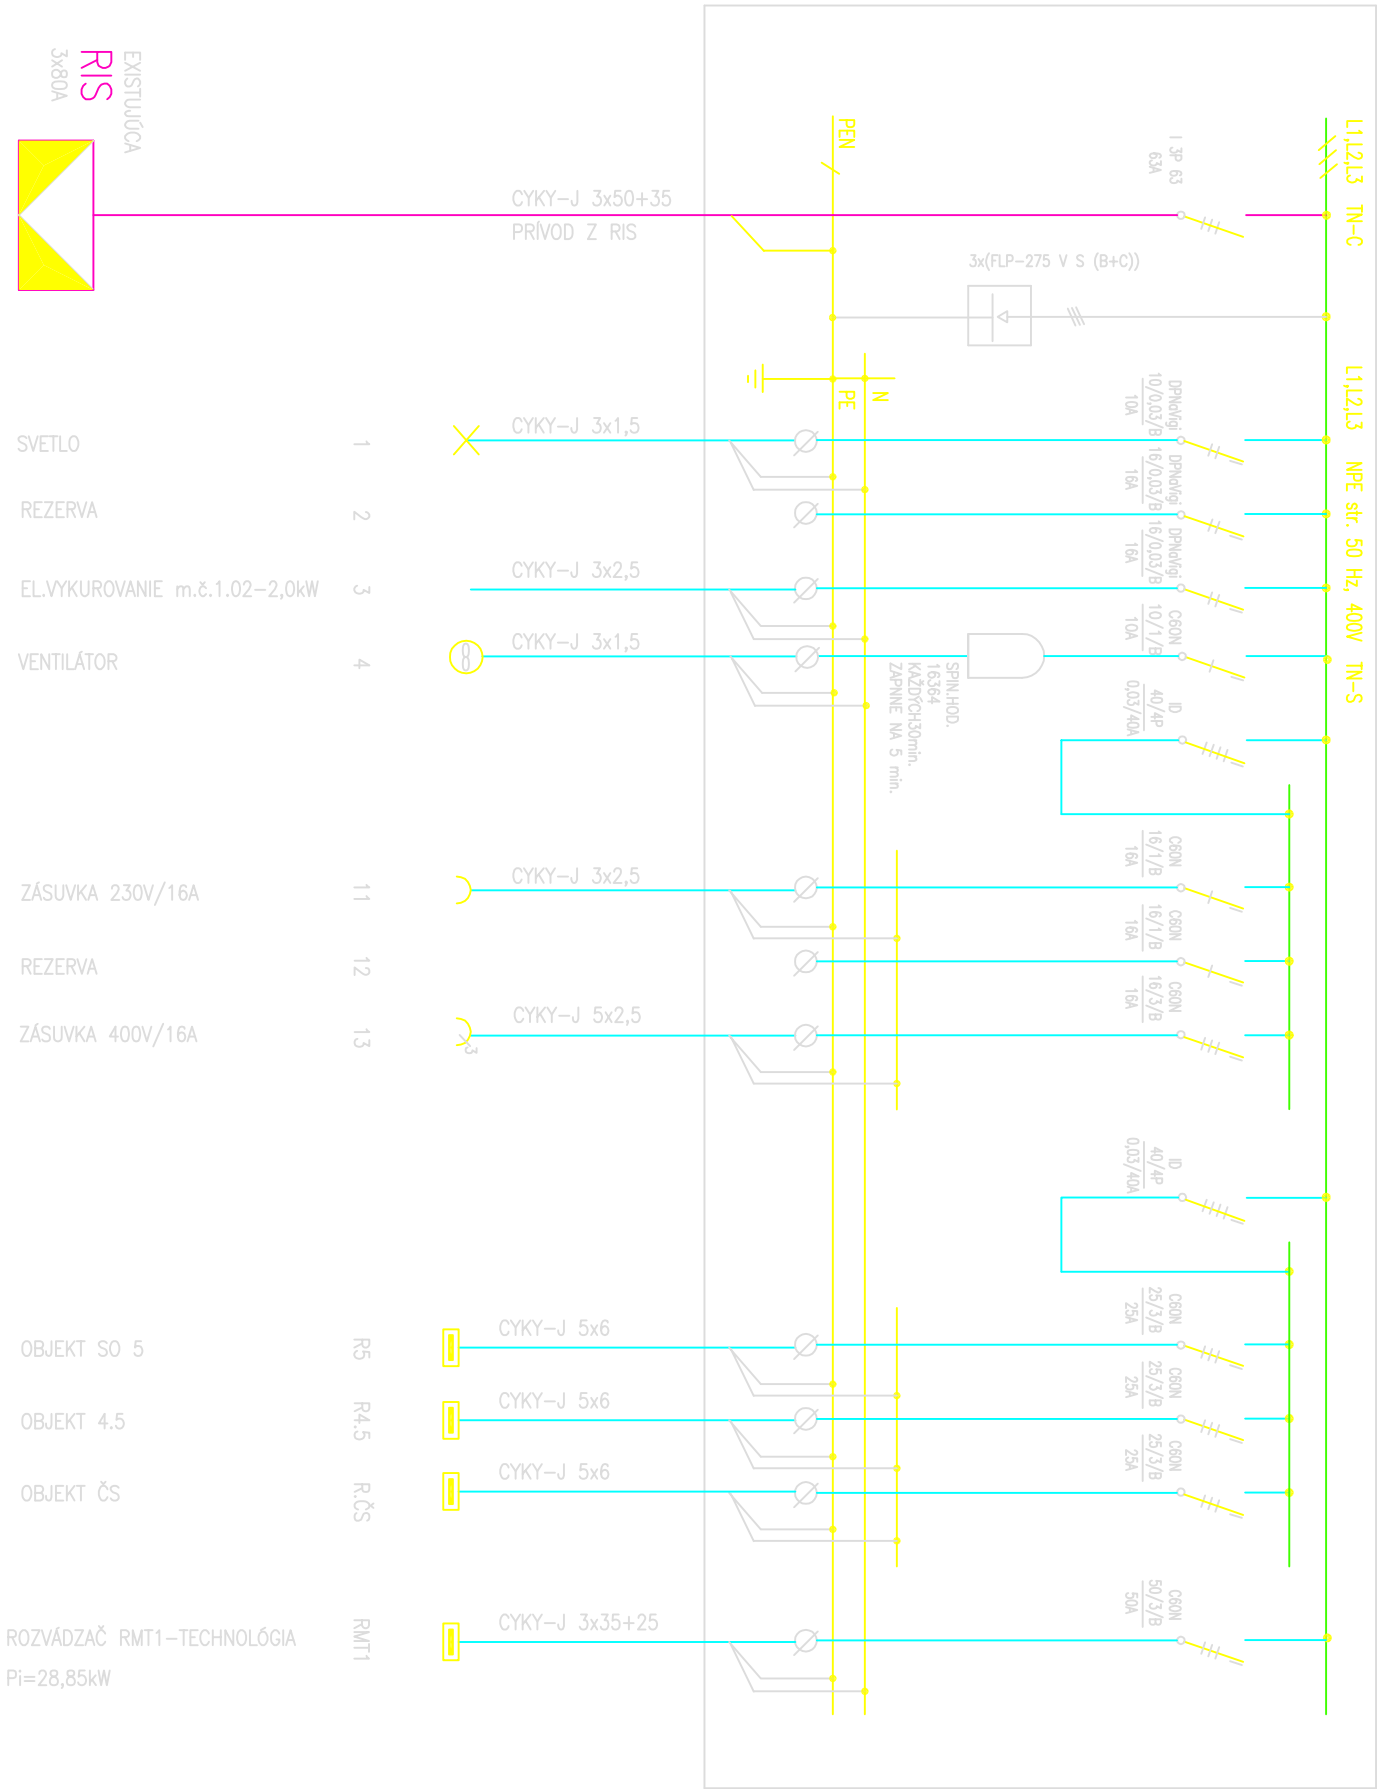 EXISTUJÚCA
RIS
3x80A
CYKY-J 3x50+35
PRÍVOD Z RIS
PEN
I 3P 63
63A
L1,L2,L3 TN-C
3x(FLP-275 V S (B+C))
L1,L2,L3 NPE str. 50 Hz, 400V TN-S
N
PE
SVETLO
1
CYKY-J 3x1,5
DPNaVigi
10/0,03/B
10A
REZERVA
2
DPNaVigi
16/0,03/B
16A
EL.VYKUROVANIE m.č.1.02-2,0kW
3
CYKY-J 3x2,5
DPNaVigi
16/0,03/B
16A
VENTILÁTOR
4
CYKY-J 3x1,5
C60N
10/1/B
10A
SPIN.HOD.
16364
KAŽDÝCH30min.
ZAPNNE NA 5 min.
ID
40/4P
0,03/40A
ZÁSUVKA 230V/16A
11
CYKY-J 3x2,5
C60N
16/1/B
16A
REZERVA
12
C60N
16/1/B
16A
ZÁSUVKA 400V/16A
13
3
CYKY-J 5x2,5
C60N
16/3/B
16A
ID
40/4P
0,03/40A
OBJEKT SO 5
R5
CYKY-J 5x6
C60N
25/3/B
25A
OBJEKT 4.5
R4.5
CYKY-J 5x6
C60N
25/3/B
25A
OBJEKT ČS
R.ČS
CYKY-J 5x6
C60N
25/3/B
25A
ROZVÁDZAČ RMT1-TECHNOLÓGIA
Pi=28,85kW
RMT1
CYKY-J 3x35+25
C60N
50/3/B
50A